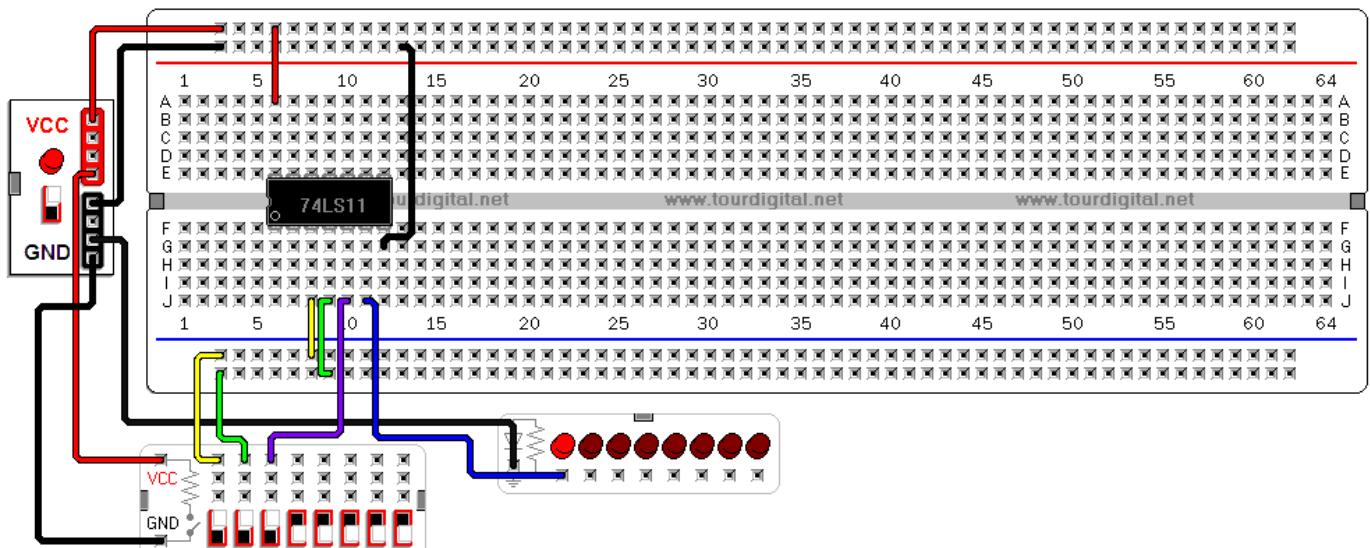 1 5 10 15 20 25 30 35 40 45 50 55 60 64
A A
B B
C C
D D
E E
VCC
74LS11 urdigital.net www.tourdigital.net www.tourdigital.net
GND
F F
G G
H H
I I
J J
1 5 10 15 20 25 30 35 40 45 50 55 60 64
VCC
GND